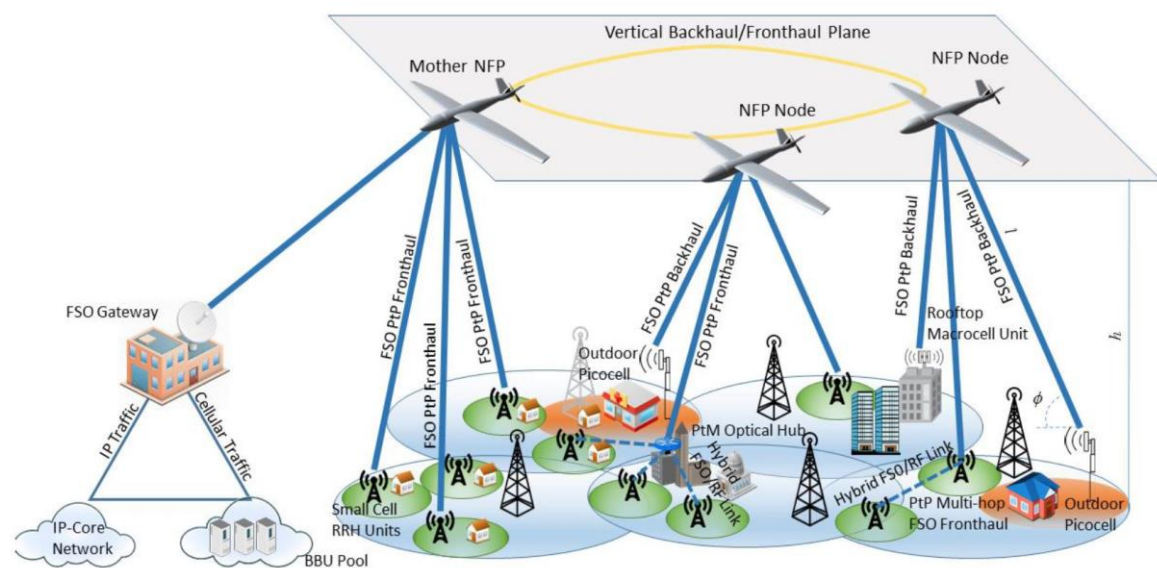 Vertical Backhaul/Fronthaul Plane
Mother NFP
NFP Node
NFP Node
FSO PtP Fronthaul
FSO PtP Fronthaul
FSO PtP Fronthaul
FSO PtP Backhaul
FSO PtP Fronthaul
FSO PtP Backhaul
FSO PtP Backhaul
l
h
ϕ
FSO Gateway
IP Traffic
Cellular Traffic
IP-Core
Network
BBU Pool
Outdoor
Picocell
Rooftop
Macrocell Unit
PtM Optical Hub
Hybrid
FSO/RF Link
Hybrid FSO/RF Link
Small Cell
RRH Units
PtP Multi-hop
FSO Fronthaul
Outdoor
Picocell